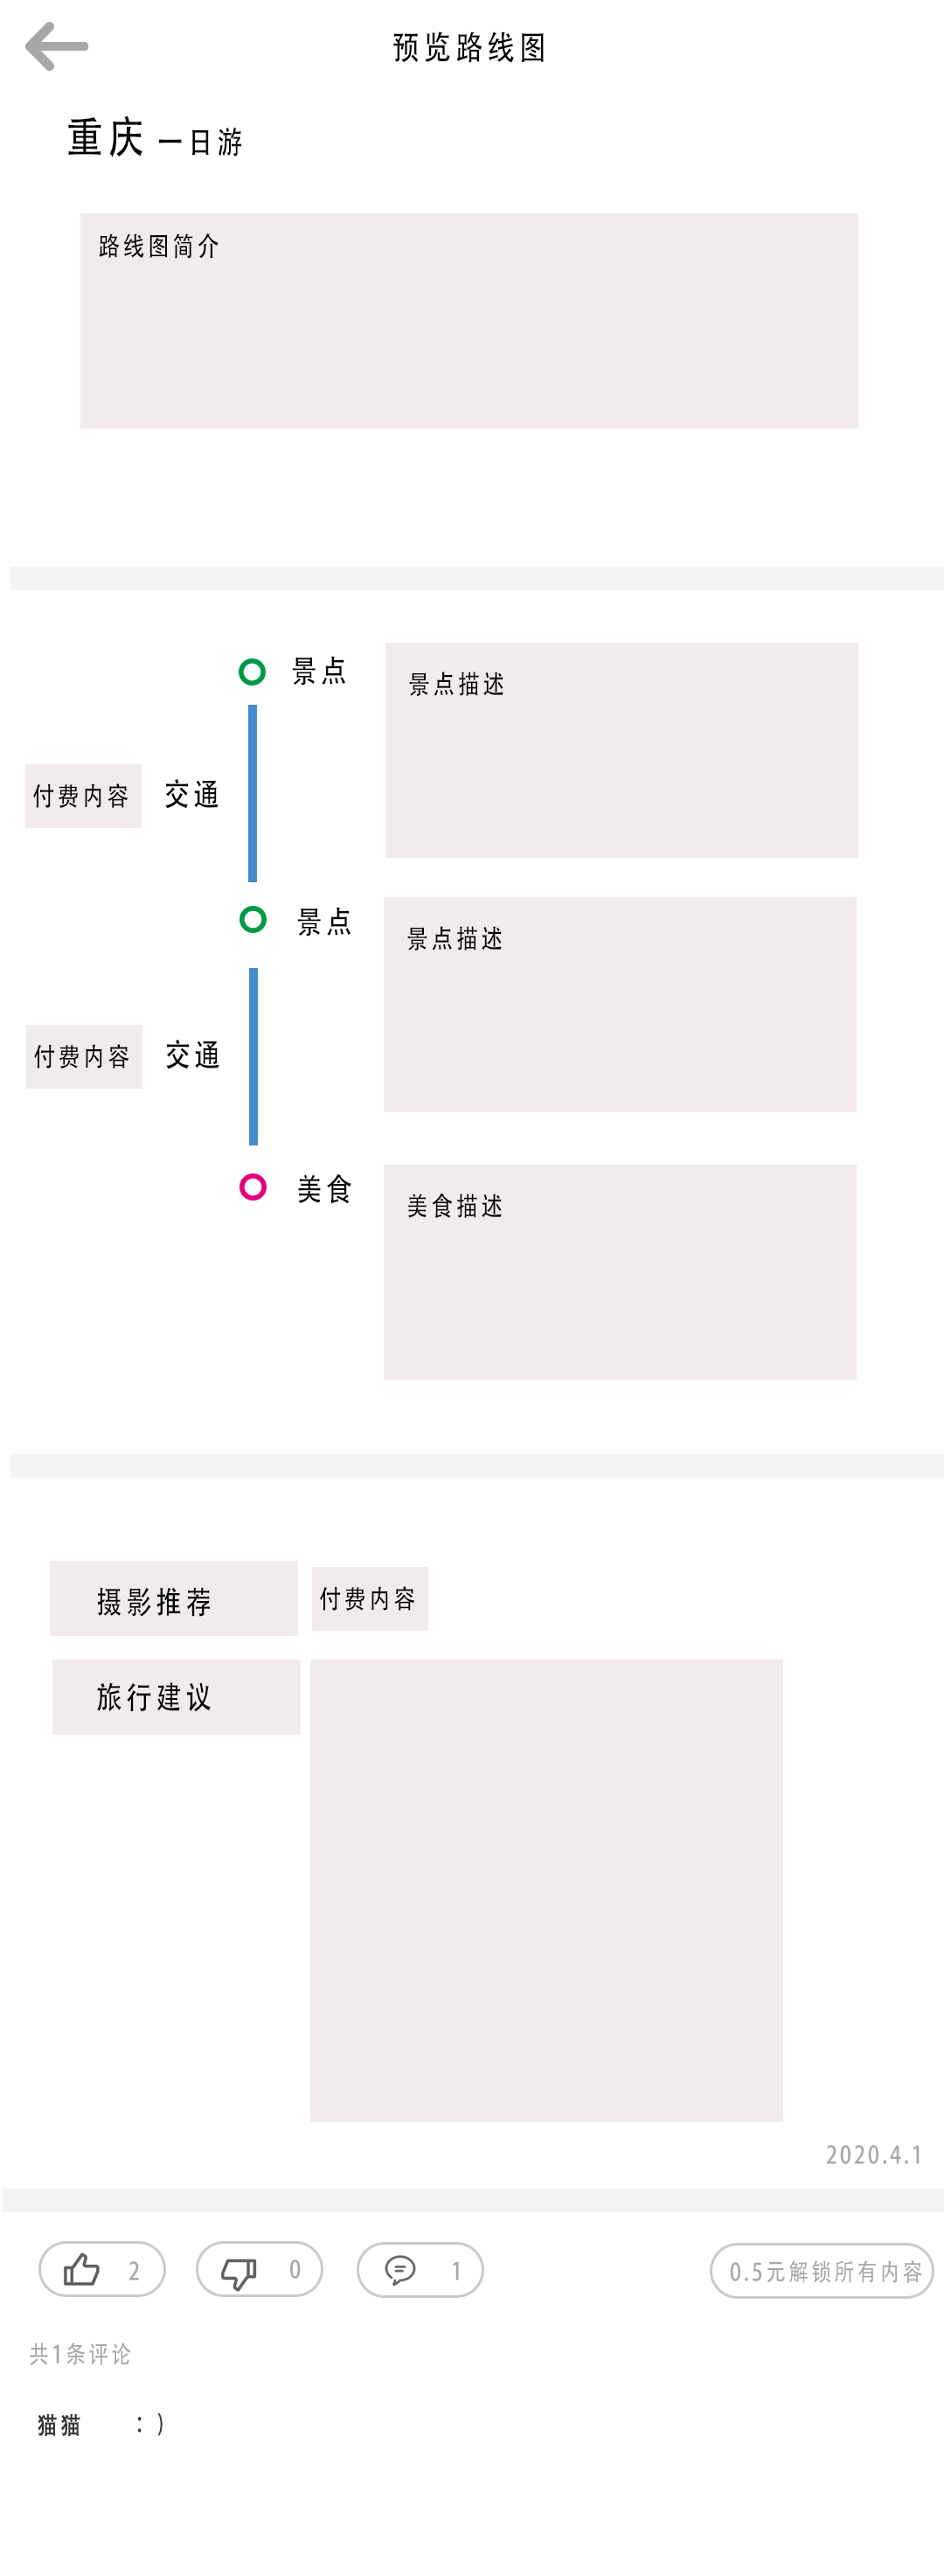 预览路线图
重庆 一日游
路线图简介
景点
景点描述
付费内容 交通
景点
景点描述
付费内容 交通
美食
美食描述
摄影推荐 付费内容
旅行建议
2020.4.1
2 0 1 0.5元解锁所有内容
共1条评论
猫猫 ：)